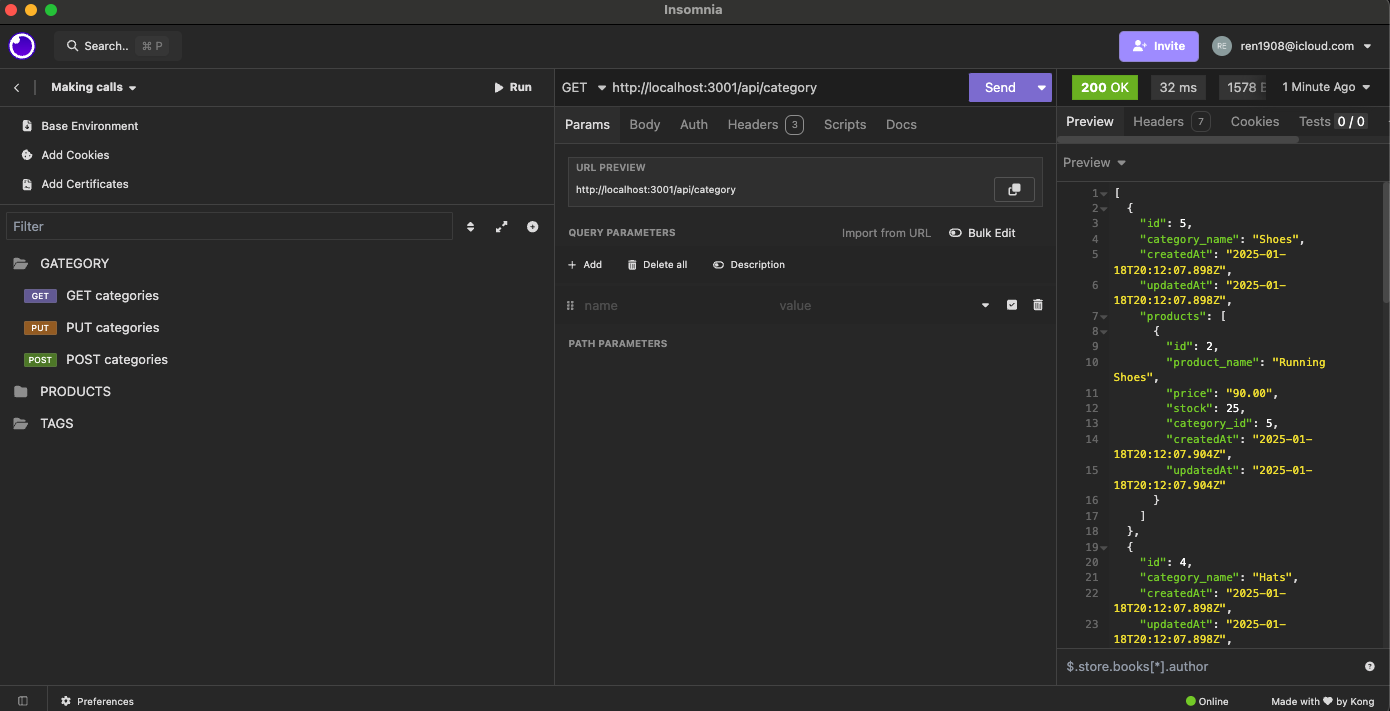 Insomnia
Search.. ⌘ P
Invite
RE ren1908@icloud.com
Making calls
Run
Base Environment
Add Cookies
Add Certificates
Filter
GATEGORY
GET GET categories
PUT PUT categories
POST POST categories
PRODUCTS
TAGS
Preferences
GET http://localhost:3001/api/category
Send
Params Body Auth Headers 3 Scripts Docs
URL PREVIEW
http://localhost:3001/api/category
QUERY PARAMETERS Import from URL Bulk Edit
+ Add Delete all Description
name value
PATH PARAMETERS
200 OK 32 ms 1578 1 Minute Ago
Preview Headers 7 Cookies Tests 0 / 0
Preview
1 [
2 {
3 "id": 5,
4 "category_name": "Shoes",
5 "createdAt": "2025-01-
18T20:12:07.898Z",
6 "updatedAt": "2025-01-
18T20:12:07.898Z",
7 "products": [
8 {
9 "id": 2,
10 "product_name": "Running
Shoes",
11 "price": "90.00",
12 "stock": 25,
13 "category_id": 5,
14 "createdAt": "2025-01-
18T20:12:07.904Z",
15 "updatedAt": "2025-01-
18T20:12:07.904Z"
16 }
17 ]
18 },
19 {
20 "id": 4,
21 "category_name": "Hats",
22 "createdAt": "2025-01-
18T20:12:07.898Z",
23 "updatedAt": "2025-01-
18T20:12:07.898Z",
$.store.books[*].author
Online
Made with ♥ by Kong